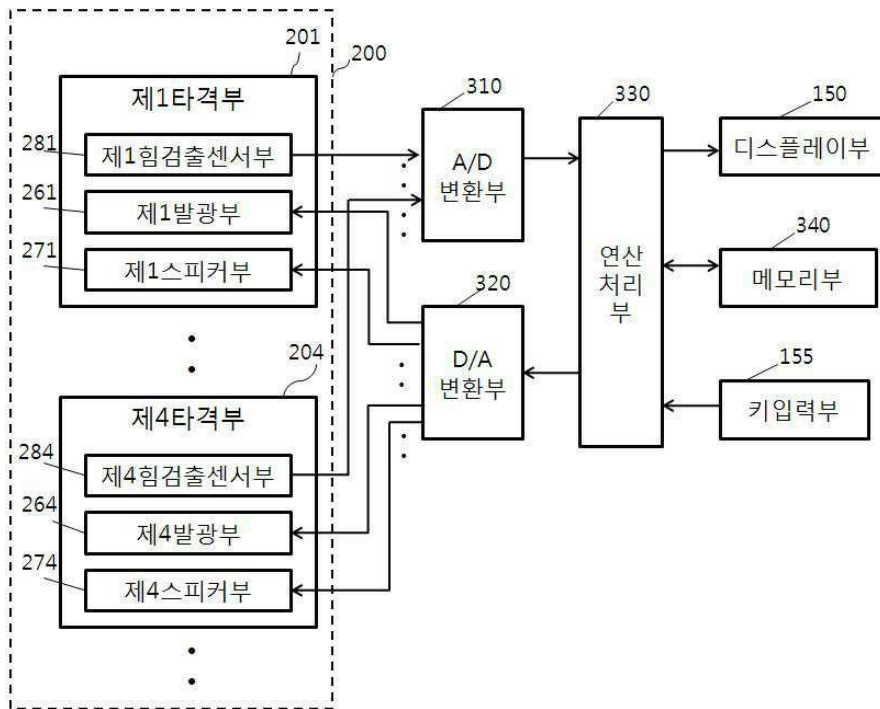 201
200
제1타격부
281
제1힘검출센서부
261
제1발광부
271
제1스피커부
204
제4타격부
284
제4힘검출센서부
264
제4발광부
274
제4스피커부
310
A/D
변환부
320
D/A
변환부
330
연산
처리
부
150
디스플레이부
340
메모리부
155
키입력부